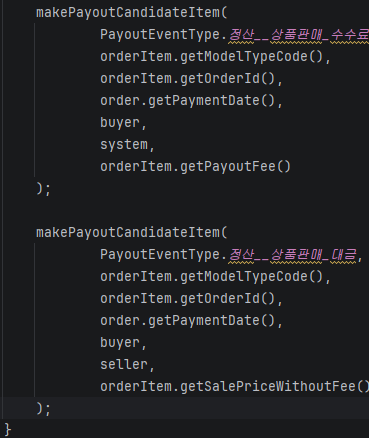 makePayoutCandidateItem(
PayoutEventType.정산__상품판매_수수료
orderItem.getModelTypeCode(),
orderItem.getOrderId(),
order.getPaymentDate(),
buyer,
system,
orderItem.getPayoutFee()
);
makePayoutCandidateItem(
PayoutEventType.정산__상품판매_대금,
orderItem.getModelTypeCode(),
orderItem.getOrderId(),
order.getPaymentDate(),
buyer,
seller,
orderItem.getSalePriceWithoutFee()
);
}